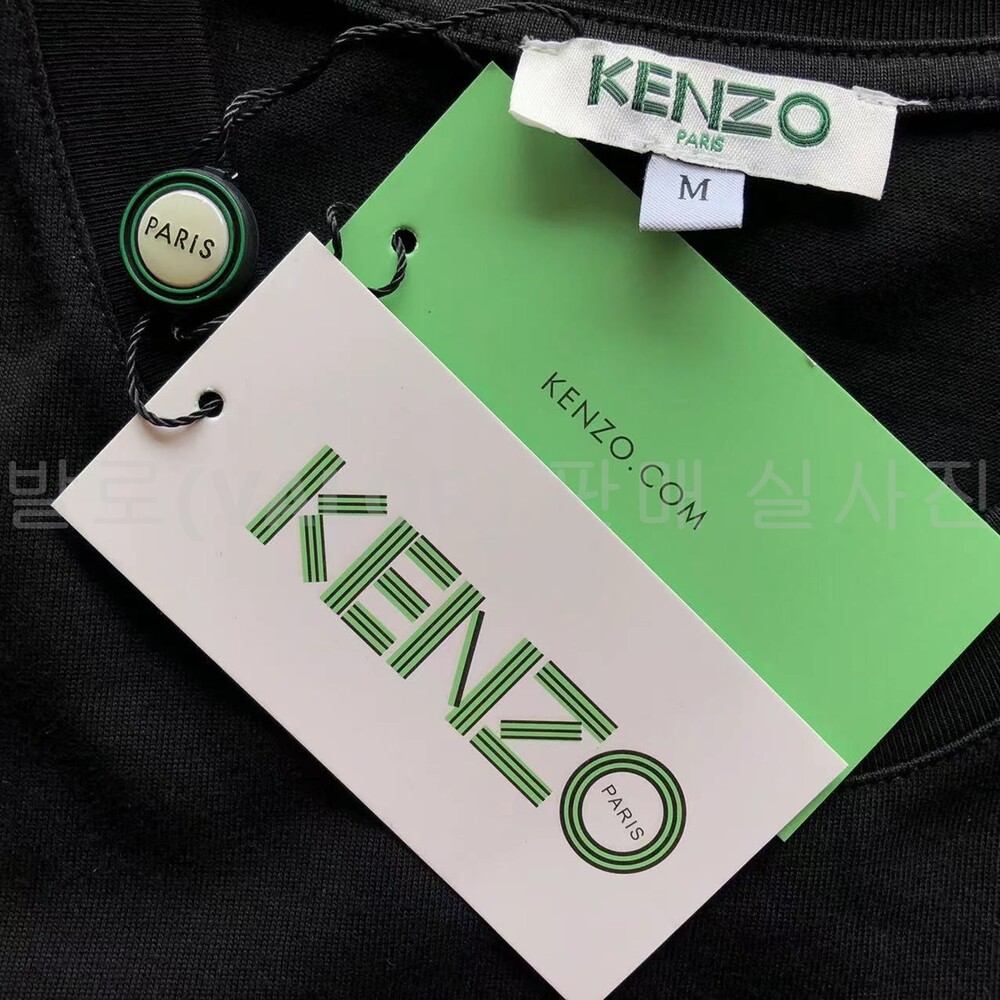 KENZO
PARIS
M
PARIS
KENZO.COM
발로 판매 실사진
KENZO
PARIS